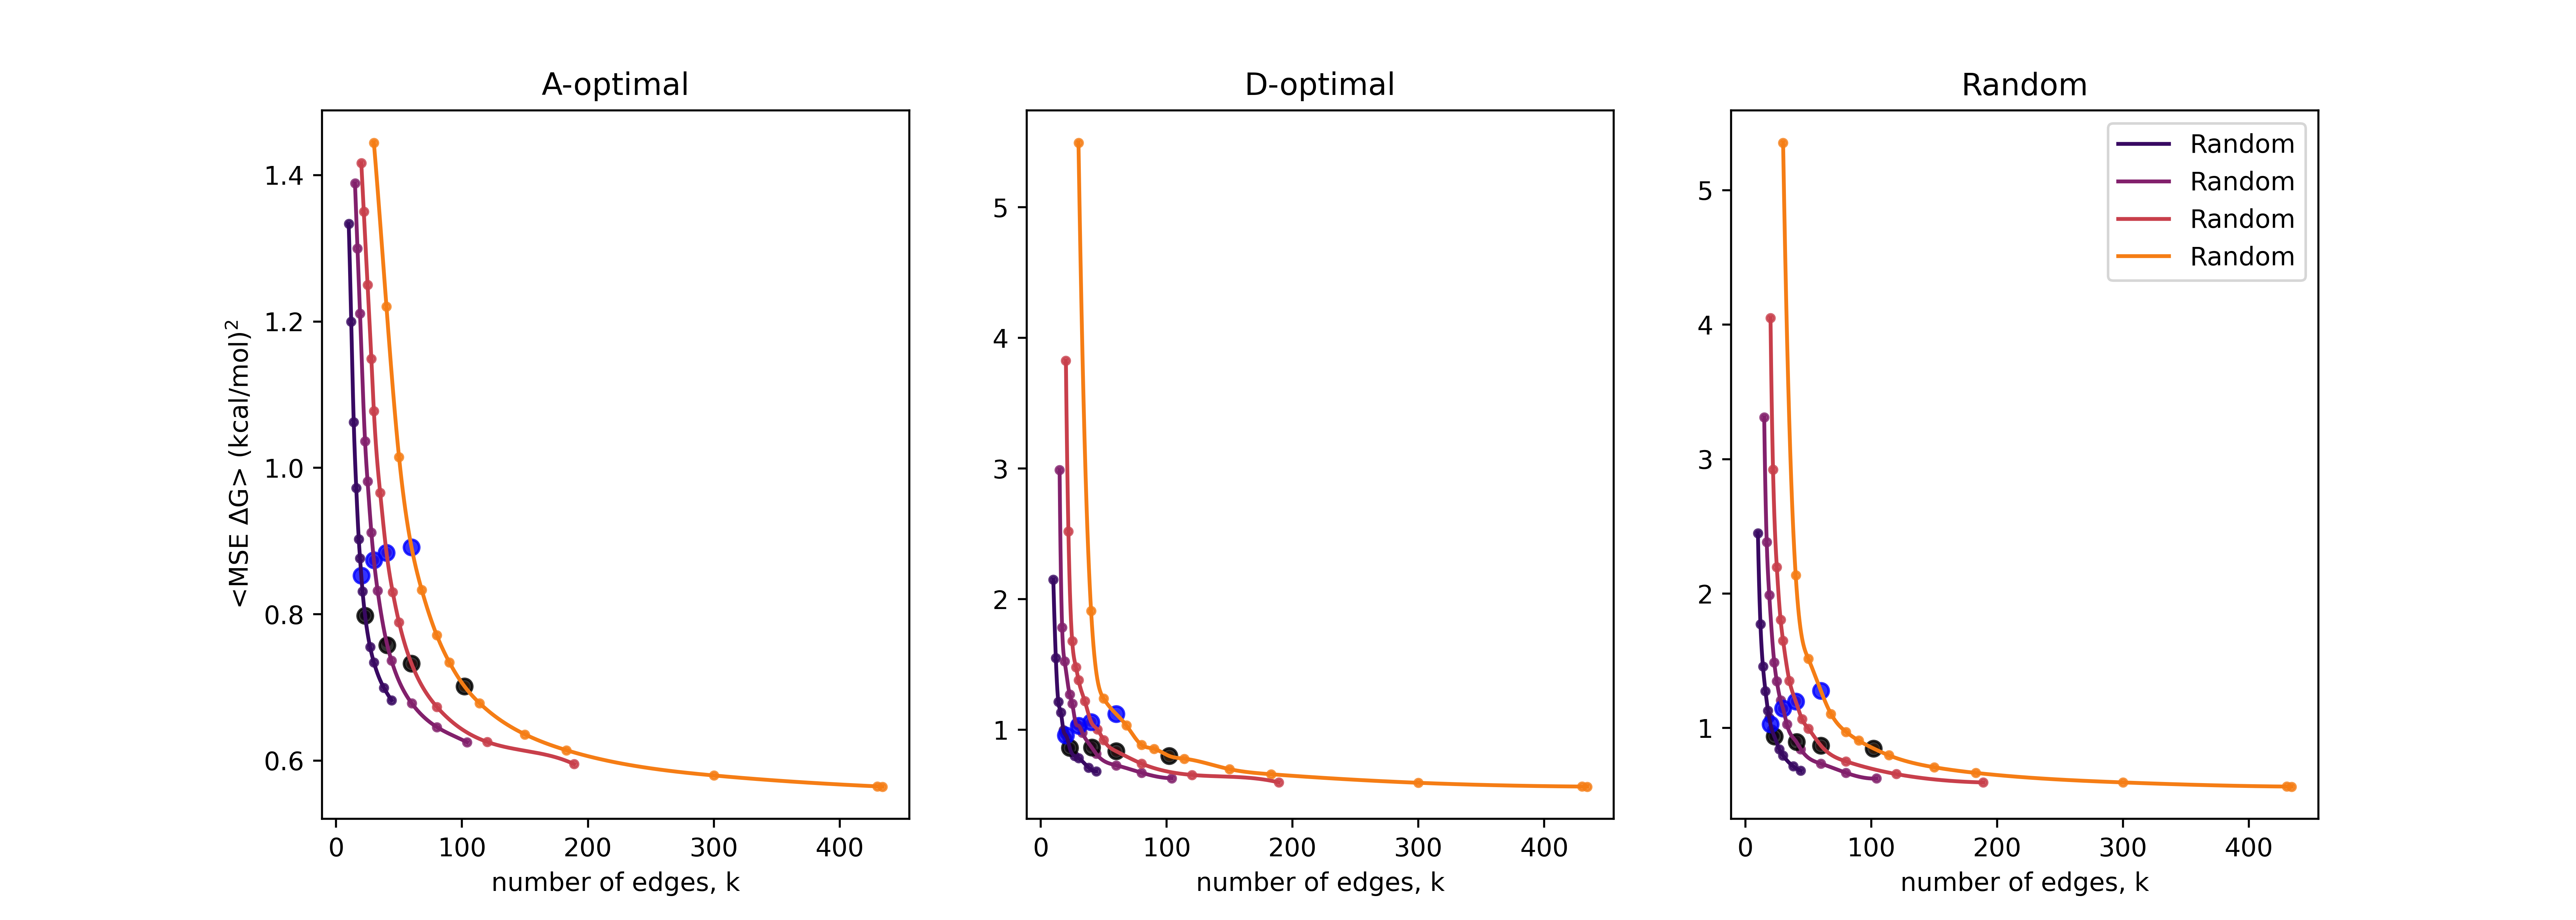 A-optimal
D-optimal
Random
<MSE ΔG> (kcal/mol)²
1.4
1.2
1.0
0.8
0.6
0 100 200 300 400
number of edges, k
5
4
3
2
1
0 100 200 300 400
number of edges, k
5
4
3
2
1
0 100 200 300 400
number of edges, k
Random
Random
Random
Random